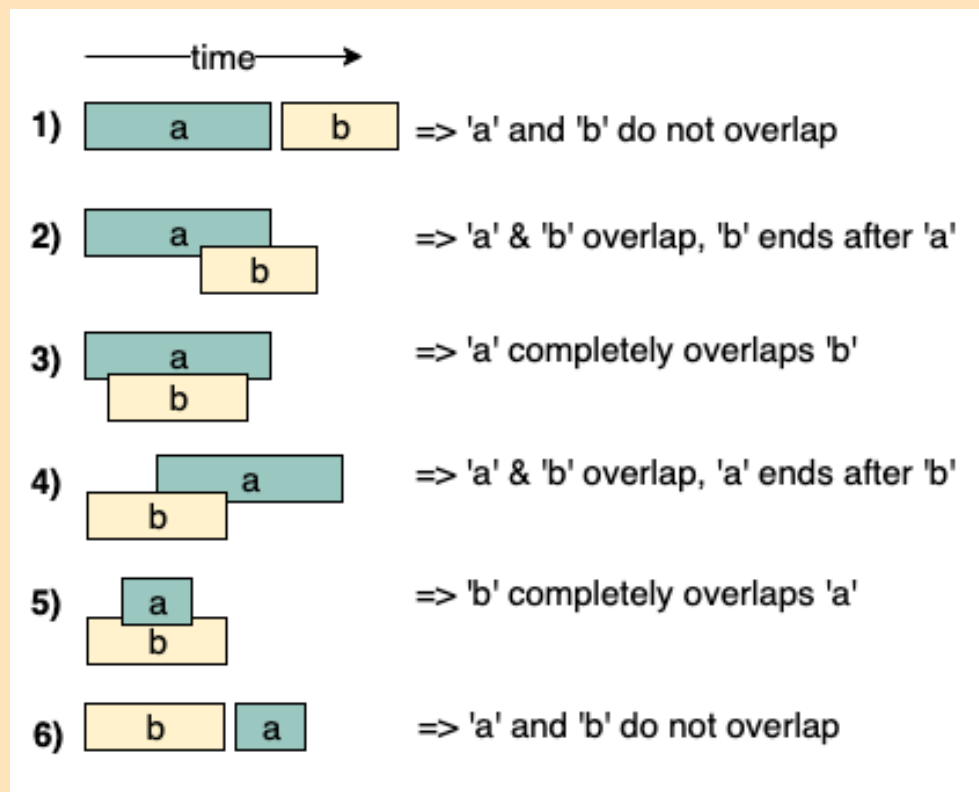 time
1) a b => 'a' and 'b' do not overlap
2) a => 'a' & 'b' overlap, 'b' ends after 'a'
b
3) a => 'a' completely overlaps 'b'
b
4) a => 'a' & 'b' overlap, 'a' ends after 'b'
b
5) a => 'b' completely overlaps 'a'
b
6) b a => 'a' and 'b' do not overlap